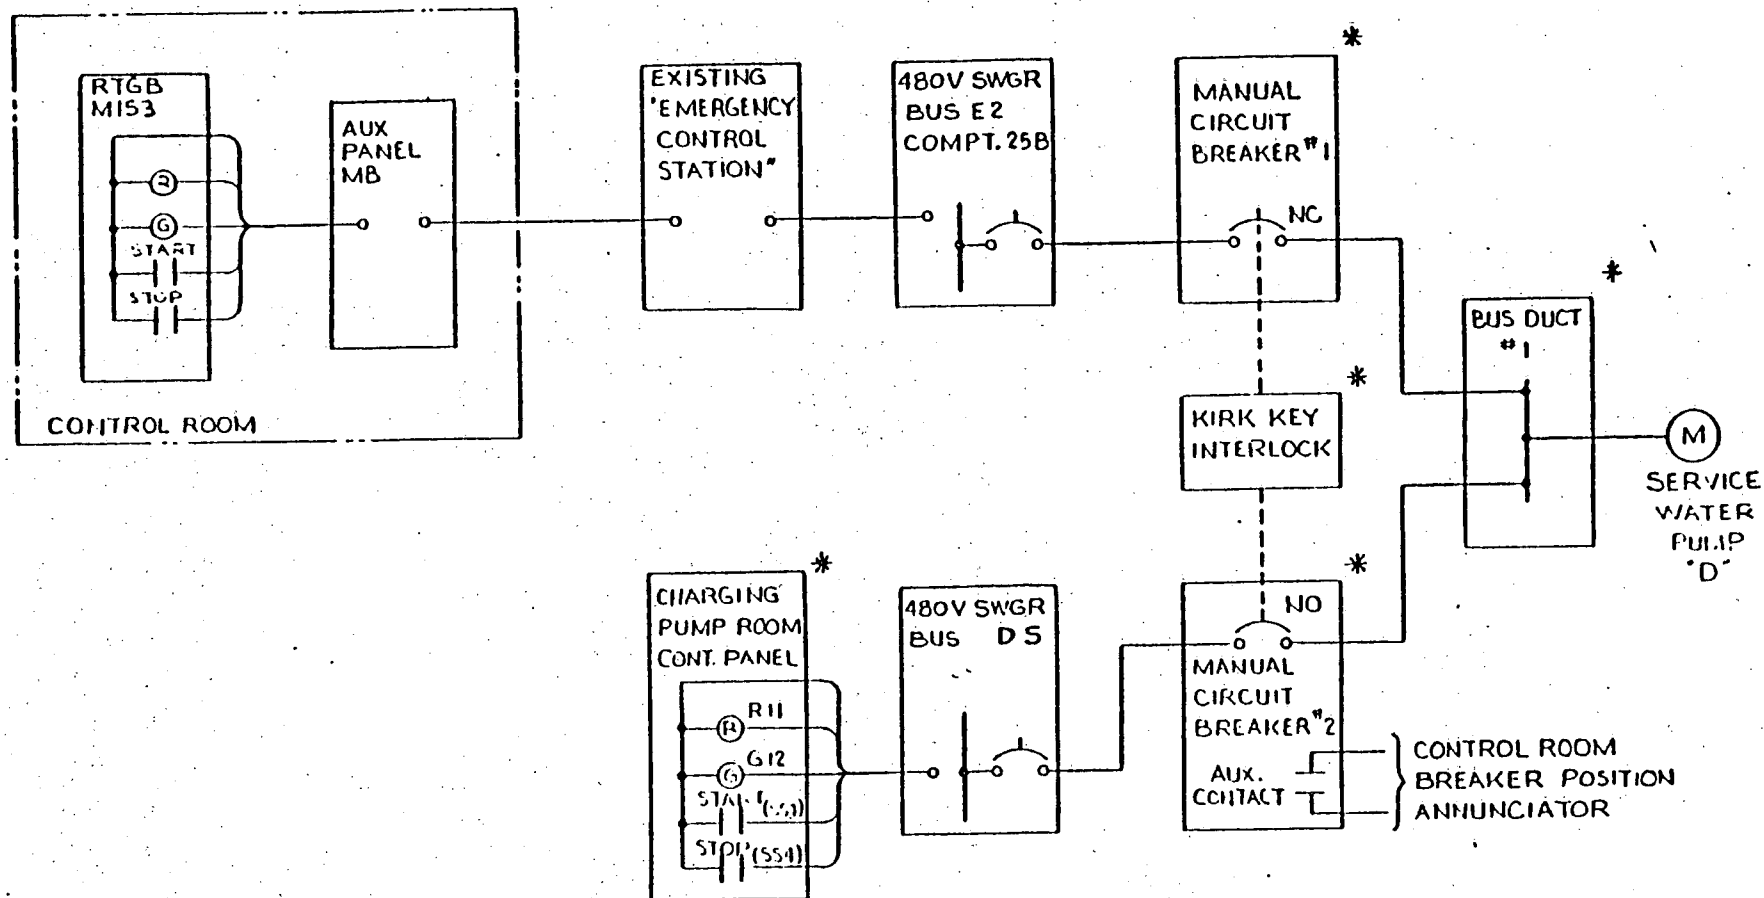 RTGB
M153
R
G
START
STOP
AUX
PANEL
MB
CONTROL ROOM
EXISTING
"EMERGENCY
CONTROL
STATION"
480V SWGR
BUS E2
COMPT. 25B
*
MANUAL
CIRCUIT
BREAKER #1
NC
*
KIRK KEY
INTERLOCK
*
BUS DUCT
#1
M
SERVICE
WATER
PUMP
"D"
*
CHARGING
PUMP ROOM
CONT. PANEL
R R11
G G12
START
STOP (SS4)
480V SWGR
BUS DS
*
NO
MANUAL
CIRCUIT
BREAKER #2
AUX.
CONTACT
CONTROL ROOM
BREAKER POSITION
ANNUNCIATOR